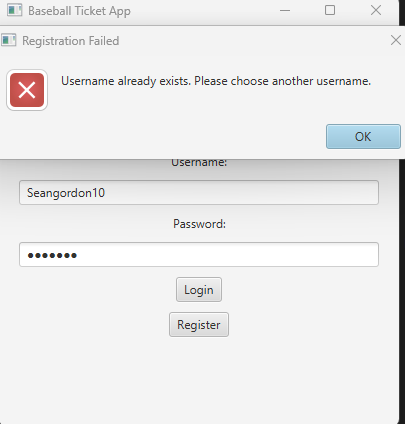 Baseball Ticket App
Registration Failed
Username already exists. Please choose another username.
OK
Username:
Seangordon10
Password:
●●●●●●●
Login
Register